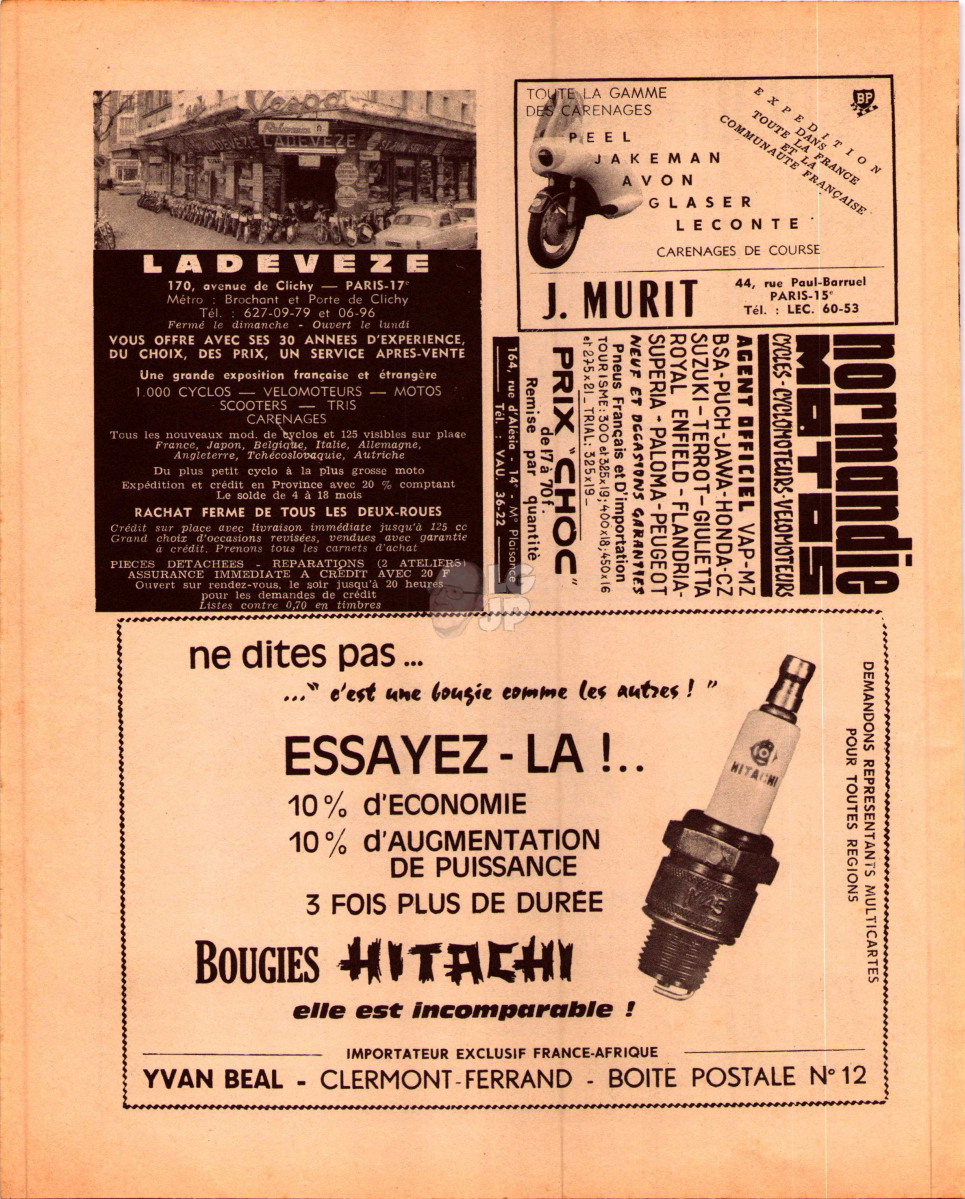 Vespa
LADEVEZE
LADEVEZE
LADEVEZE
170, avenue de Clichy — PARIS-17e
Métro : Brochant et Porte de Clichy
Tél. : 627-09-79 et 06-96
Fermé le dimanche - Ouvert le lundi
VOUS OFFRE AVEC SES 30 ANNEES D'EXPERIENCE,
DU CHOIX, DES PRIX, UN SERVICE APRES-VENTE
Une grande exposition française et étrangère
1.000 CYCLOS — VELOMOTEURS — MOTOS
SCOOTERS — TRIS
CARENAGES
Tous les nouveaux mod. de cyclos et 125 visibles sur place
France, Japon, Belgique, Italie, Allemagne,
Angleterre, Tchécoslovaquie, Autriche
Du plus petit cyclo à la plus grosse moto
Expédition et crédit en Province avec 20 % comptant
Le solde de 4 à 18 mois
RACHAT FERME DE TOUS LES DEUX-ROUES
Crédit sur place avec livraison immédiate jusqu'à 125 cc
Grand choix d'occasions revisées, vendues avec garantie
à crédit. Prenons tous les carnets d'achat
PIECES DETACHEES - REPARATIONS (2 ATELIERS)
ASSURANCE IMMEDIATE A CREDIT AVEC 20 F
Ouvert sur rendez-vous, le soir jusqu'à 20 heures
pour les demandes de crédit
Listes contre 0,70 en timbres
TOUTE LA GAMME
DES CARENAGES
PEEL
JAKEMAN
AVON
GLASER
LECONTE
CARENAGES DE COURSE
EXPEDITION
DANS
TOUTE LA FRANCE
ET LA
COMMUNAUTE FRANÇAISE
BP
J. MURIT
44, rue Paul-Barruel
PARIS-15e
Tél. : LEC. 60-53
normandie
MOTOS
CYCLES-CYCLOMOTEURS-VELOMOTEURS
AGENT OFFICIEL VAP-MZ
BSA-PUCH-JAWA-HONDA-CZ
SUZUKI-TERROT-GIULIETTA
ROYAL ENFIELD-FLANDRIA-
SUPERIA-PALOMA-PEUGEOT
NEUF ET OCCASIONS GARANTIES
Pneus Français et D'importation
TOURISME: 300 et 325x19; 400x18; 450x16
et 275x21_ TRIAL: 325x19_
PRIX "CHOC"
de 17 à 70 f.
Remise par quantité
164, rue d'Alésia - 14e - Mo Plaisance
Tél. : VAU. 36-22
BIG
JP
ne dites pas ...
..." c'est une bougie comme les autres ! "
ESSAYEZ - LA !..
10 % d'ECONOMIE
10 % d'AUGMENTATION
DE PUISSANCE
3 FOIS PLUS DE DURÉE
BOUGIES HITACHI
elle est incomparable !
HITACHI
M45
DEMANDONS REPRESENTANTS MULTICARTES
POUR TOUTES REGIONS
IMPORTATEUR EXCLUSIF FRANCE-AFRIQUE
YVAN BEAL - CLERMONT-FERRAND - BOITE POSTALE N° 12